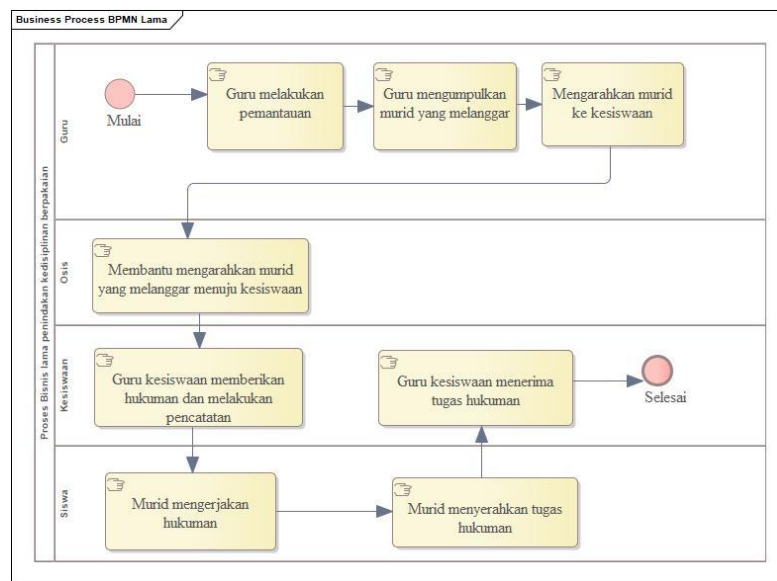 Business Process BPMN Lama
Proses Bisnis lama penindakan kedisiplinan berpakaian
Guru
Mulai
Guru melakukan
pemantauan
Guru mengumpulkan
murid yang melanggar
Mengarahkan murid
ke kesiswaan
Osis
Membantu mengarahkan murid
yang melanggar menuju kesiswaan
Kesiswaan
Guru kesiswaan memberikan
hukuman dan melakukan
pencatatan
Guru kesiswaan menerima
tugas hukuman
Selesai
Siswa
Murid mengerjakan
hukuman
Murid menyerahkan tugas
hukuman